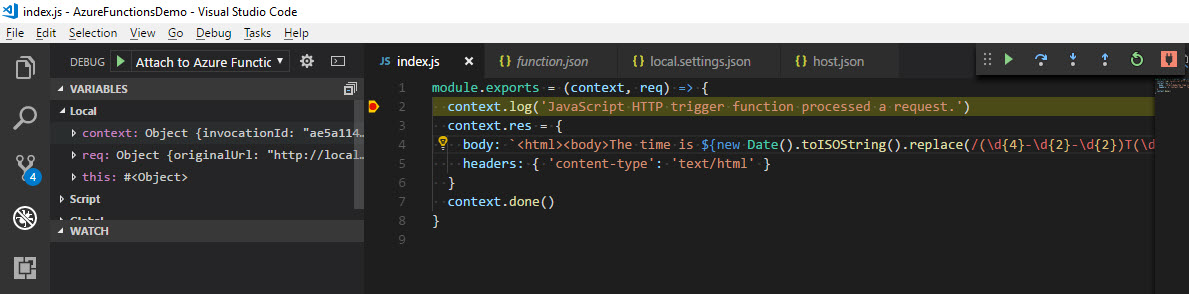 index.js - AzureFunctionsDemo - Visual Studio Code
File Edit Selection View Go Debug Tasks Help
DEBUG Attach to Azure Functic
JS index.js × {} function.json {} local.settings.json {} host.json
VARIABLES
Local
context: Object {invocationId: "ae5a114…
req: Object {originalUrl: "http://local…
this: #<Object>
Script
WATCH
4
1 module.exports = (context, req) => {
2 context.log('JavaScript HTTP trigger function processed a request.')
3 context.res = {
4 body: `<html><body>The time is ${new Date().toISOString().replace(/(\d{4}-\d{2}-\d{2})T(\d
5 headers: { 'content-type': 'text/html' }
6 }
7 context.done()
8 }
9